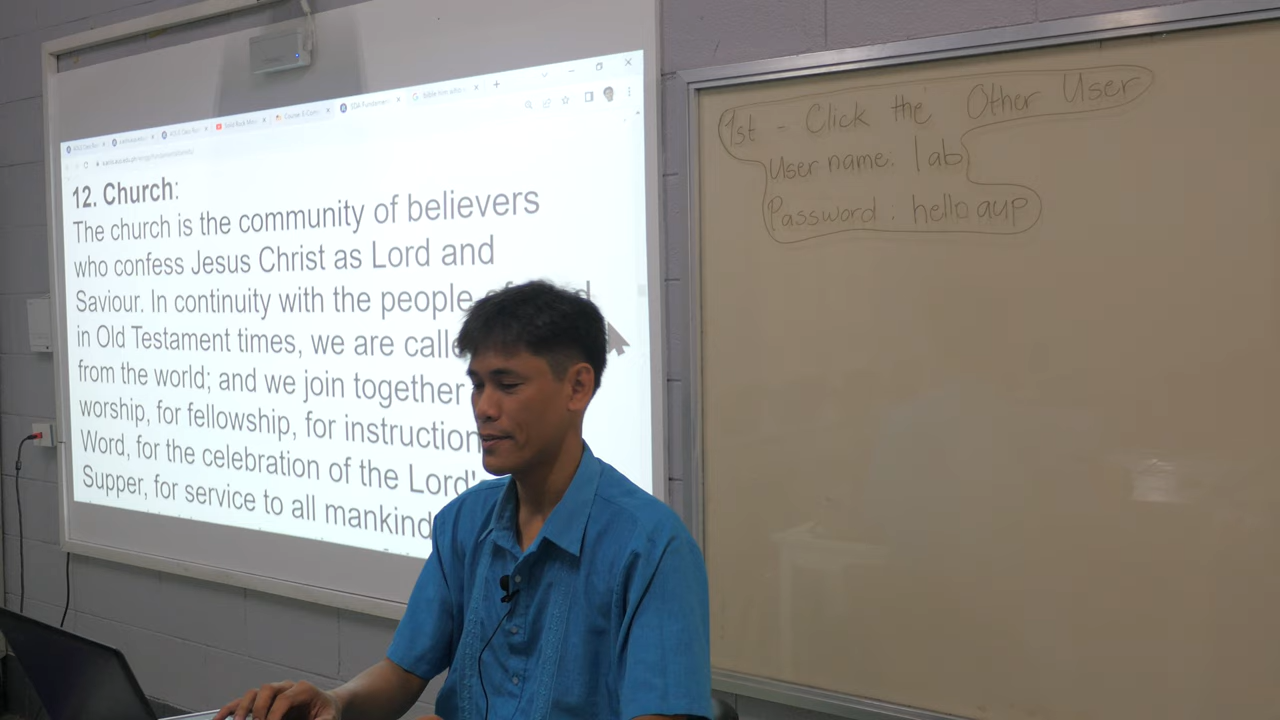 12. Church:
The church is the community of believers
who confess Jesus Christ as Lord and
Saviour. In continuity with the people
in Old Testament times, we are calle
from the world; and we join together
worship, for fellowship, for instruction
Word, for the celebration of the Lord'
Supper, for service to all mankind
1st - Click the Other User
User name: lab
Password: hello aup